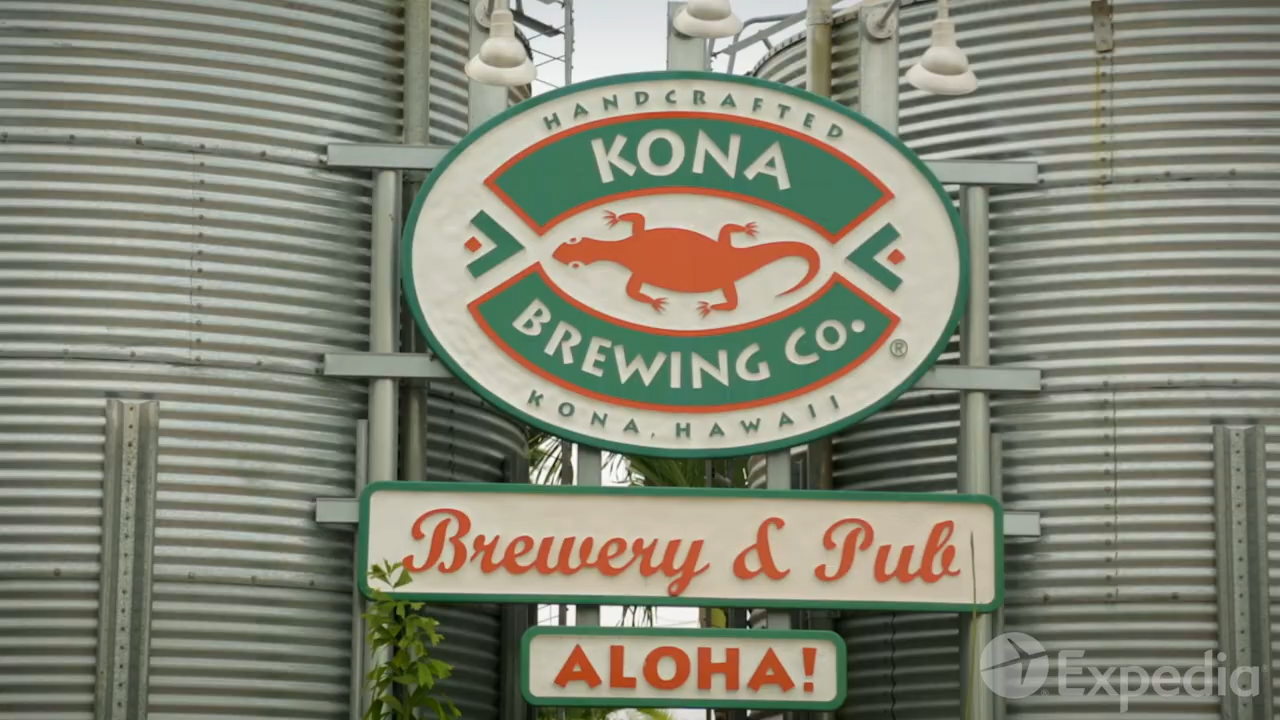 HANDCRAFTED
KONA
BREWING CO.
®
KONA, HAWAII
Brewery & Pub
ALOHA!
Expedia